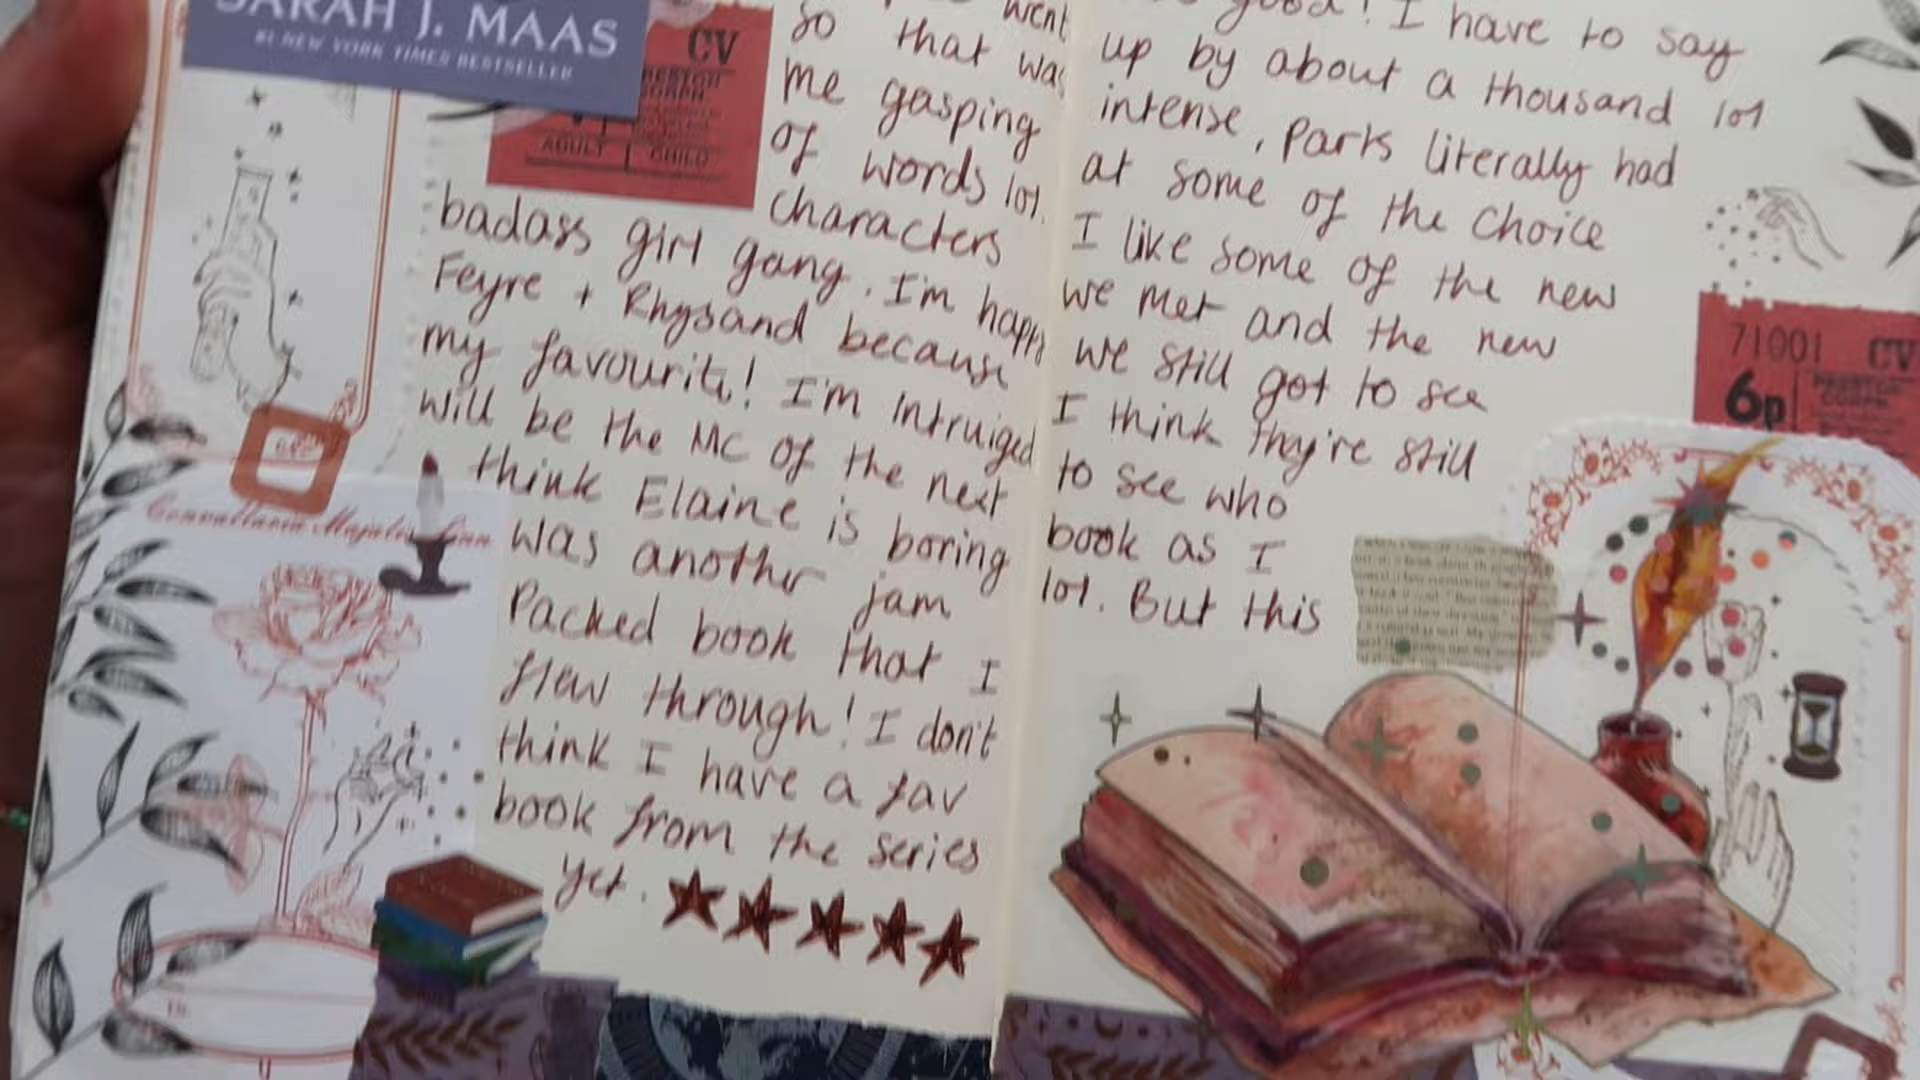 SARAH J. MAAS
#1 NEW YORK TIMES BESTSELLER
CV
ADULT CHILD
good! I have to say
went up by about a thousand lol
so that was intense, parts literally had
me gasping at some of the choice
of words lol. I like some of the new
characters we met and the new
badass girl gang. I'm happy we still got to see
Feyre + Rhysand because I think they're still
my favourite! I'm intruiged to see who
will be the MC of the next book as I
think Elaine is boring lol. But this
was another jam
packed book that I
flew through! I don't
think I have a fav
book from the series
yet.
71001 CV
6p
Convallaria Majalis Linn